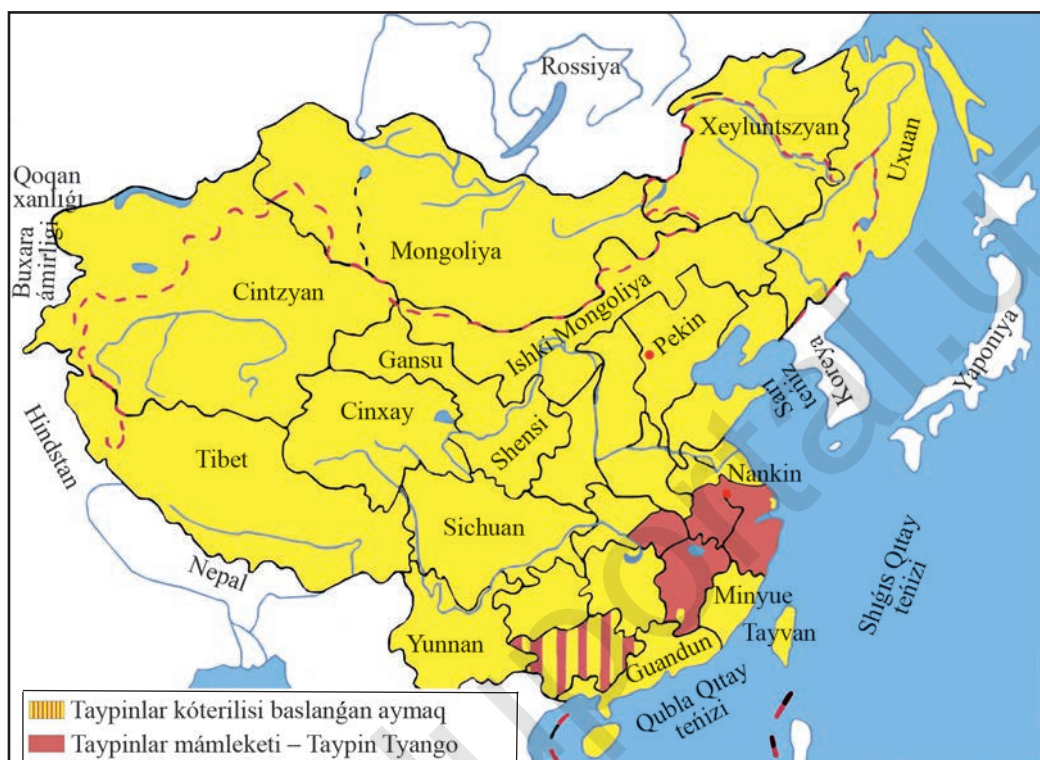 Rossiya
Xeyluntszyan
Uxuan
Qoqan
xanlıǵı
Buxara
ámirligi
Mongoliya
Cintzyan
Ishki Mongoliya
Pekin
Gansu
Sarı
teńiz
Koreya
Yaponiya
Cinxay
Shensi
Hindstan
Tibet
Nankin
Sichuan
Nepal
Minyue
Tayvan
Shıǵıs Qıtay
teńizi
Yunnan
Guandun
Qubla Qıtay
teńizi
Taypinlar kóterilisi baslanǵan aymaq
Taypinlar mámleketi – Taypin Tyango